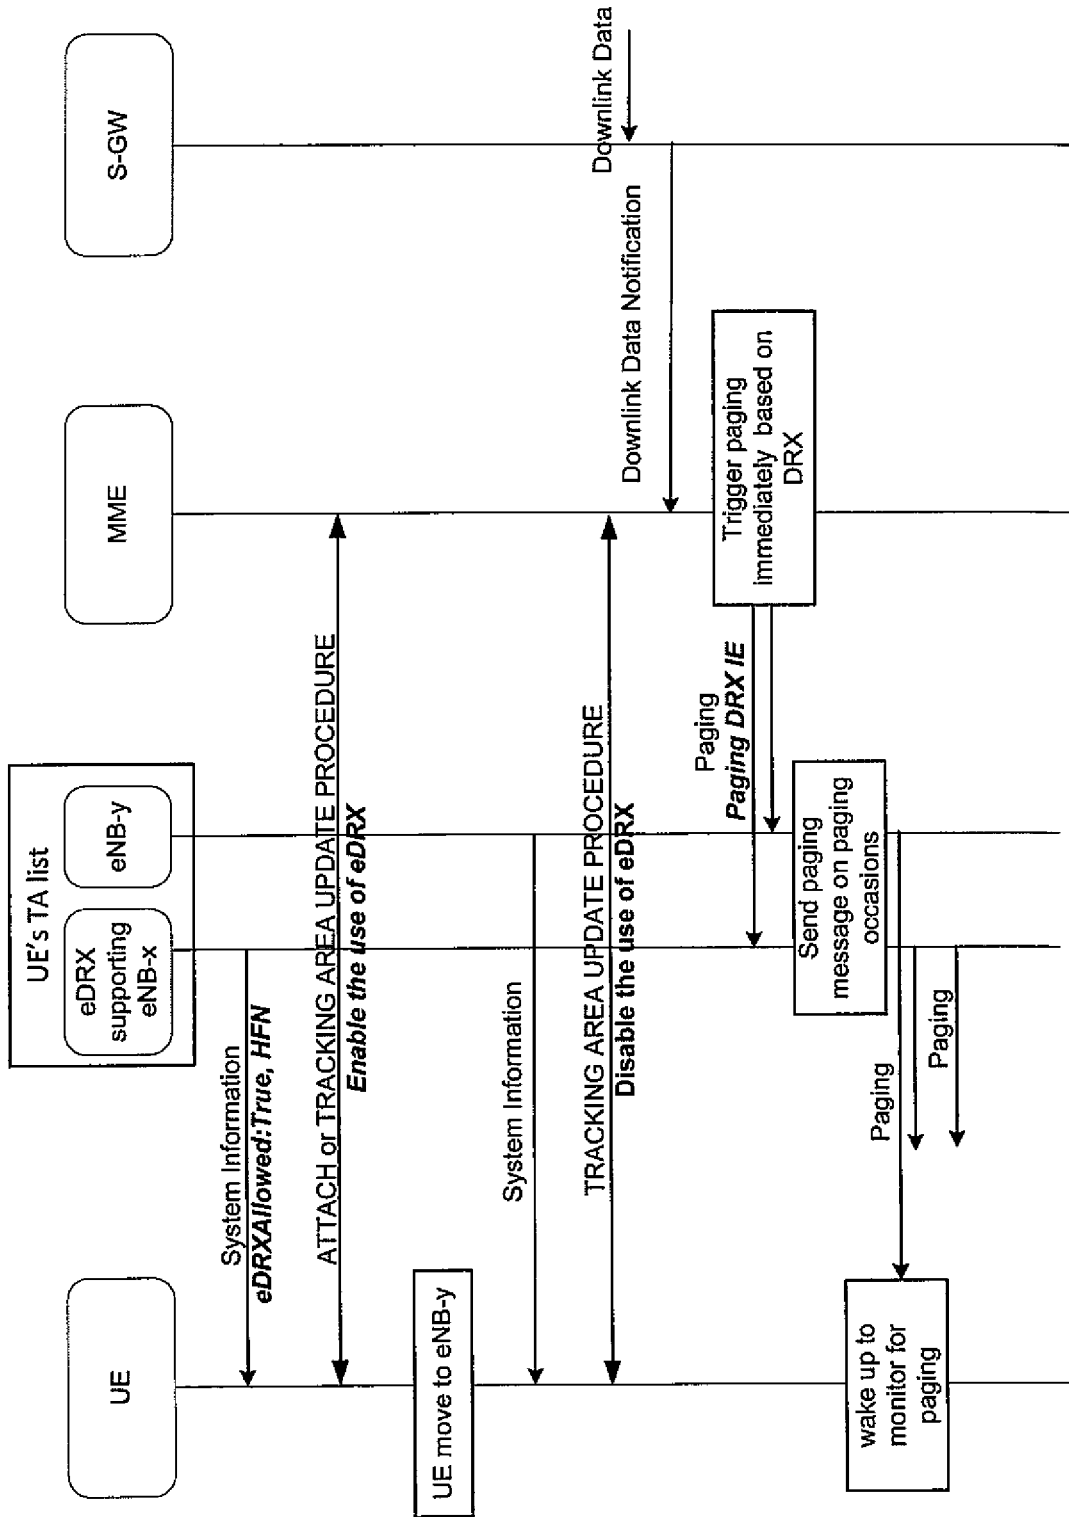 UE's TA list
UE
eDRX
supporting
eNB-x
eNB-y
MME
S-GW
System Information
eDRXAllowed:True, HFN
ATTACH or TRACKING AREA UPDATE PROCEDURE
Enable the use of eDRX
UE move to eNB-y
System Information
TRACKING AREA UPDATE PROCEDURE
Disable the use of eDRX
Downlink Data
Downlink Data Notification
Trigger paging
immediately based on
DRX
Paging
Paging DRX IE
Send paging
message on paging
occasions
Paging
Paging
wake up to
monitor for
paging